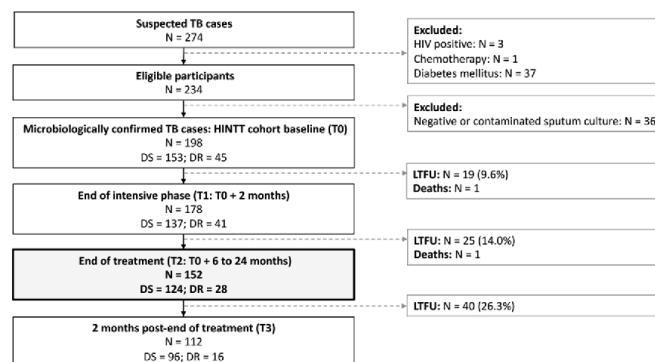 Suspected TB cases
N = 274
Excluded:
HIV positive: N = 3
Chemotherapy: N = 1
Diabetes mellitus: N = 37
Eligible participants
N = 234
Excluded:
Negative or contaminated sputum culture: N = 36
Microbiologically confirmed TB cases: HINTT cohort baseline (T0)
N = 198
DS = 153; DR = 45
LTFU: N = 19 (9.6%)
Deaths: N = 1
End of intensive phase (T1: T0 + 2 months)
N = 178
DS = 137; DR = 41
LTFU: N = 25 (14.0%)
Deaths: N = 1
End of treatment (T2: T0 + 6 to 24 months)
N = 152
DS = 124; DR = 28
LTFU: N = 40 (26.3%)
2 months post-end of treatment (T3)
N = 112
DS = 96; DR = 16